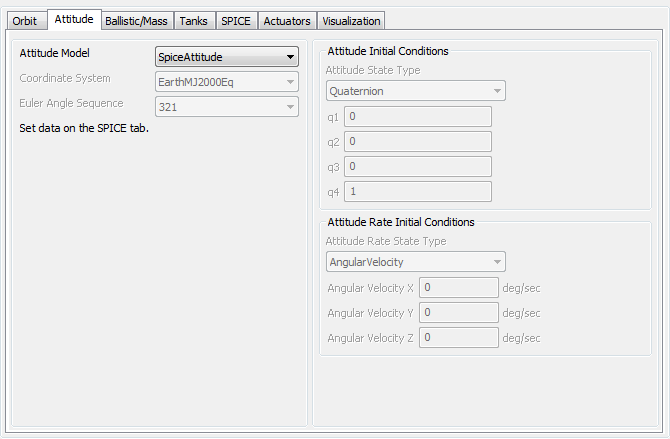 Orbit Attitude Ballistic/Mass Tanks SPICE Actuators Visualization
Attitude Model SpiceAttitude
Coordinate System EarthMJ2000Eq
Euler Angle Sequence 321
Set data on the SPICE tab.
Attitude Initial Conditions
Attitude State Type
Quaternion
q1 0
q2 0
q3 0
q4 1
Attitude Rate Initial Conditions
Attitude Rate State Type
AngularVelocity
Angular Velocity X 0 deg/sec
Angular Velocity Y 0 deg/sec
Angular Velocity Z 0 deg/sec